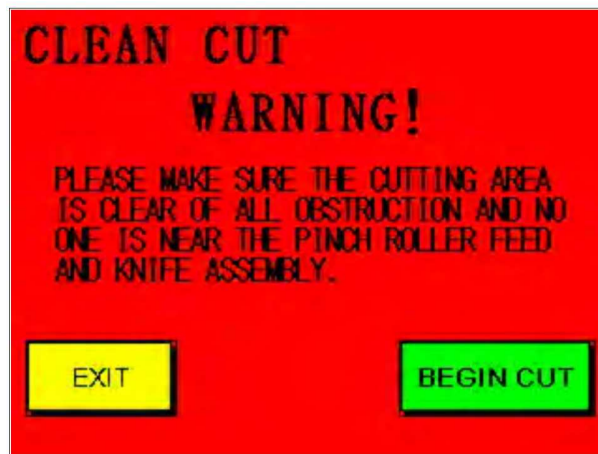 CLEAN CUT
WARNING!
PLEASE MAKE SURE THE CUTTING AREA
IS CLEAR OF ALL OBSTRUCTION AND NO
ONE IS NEAR THE PINCH ROLLER FEED
AND KNIFE ASSEMBLY.
EXIT
BEGIN CUT